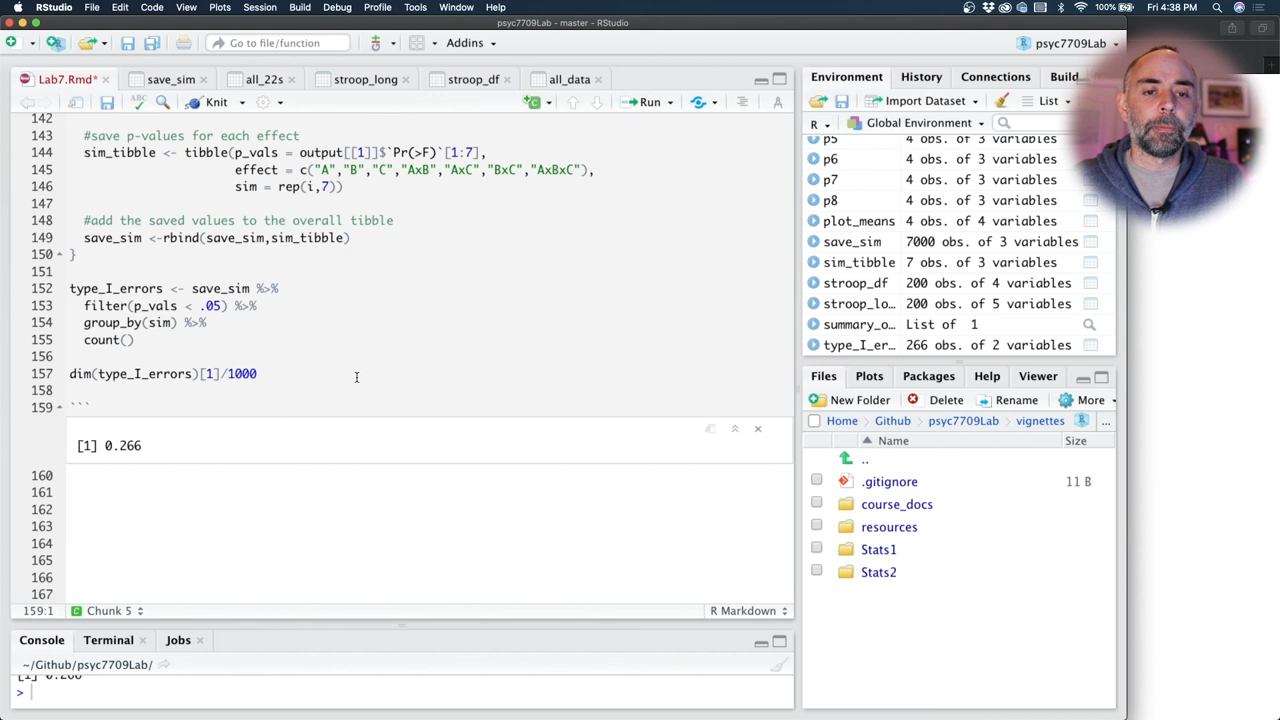 RStudio File Edit Code View Plots Session Build Debug Profile Tools Window Help 100% Fri 4:38 PM
psyc7709Lab - master - RStudio
Go to file/function Addins psyc7709Lab
Lab7.Rmd* save_sim all_22s stroop_long stroop_df all_data
ABC Knit Run
142
143 #save p-values for each effect
144 sim_tibble <- tibble(p_vals = output[[1]]$`Pr(>F)`[1:7],
145 effect = c("A","B","C","AxB","AxC","BxC","AxBxC"),
146 sim = rep(i,7))
147
148 #add the saved values to the overall tibble
149 save_sim <-rbind(save_sim,sim_tibble)
150 }
151
152 type_I_errors <- save_sim %>%
153 filter(p_vals < .05) %>%
154 group_by(sim) %>%
155 count()
156
157 dim(type_I_errors)[1]/1000
158
159 ```
[1] 0.266
160
161
162
163
164
165
166
167
159:1 Chunk 5 R Markdown
Console Terminal Jobs
~/Github/psyc7709Lab/
[1] 0.266
>
Environment History Connections Build
Import Dataset List
R Global Environment
p5 4 obs. of 3 variables
p6 4 obs. of 3 variables
p7 4 obs. of 3 variables
p8 4 obs. of 3 variables
plot_means 4 obs. of 4 variables
save_sim 7000 obs. of 3 variables
sim_tibble 7 obs. of 3 variables
stroop_df 200 obs. of 4 variables
stroop_lo… 200 obs. of 5 variables
summary_o… List of 1
type_I_er… 266 obs. of 2 variables
Files Plots Packages Help Viewer
New Folder Delete Rename More
Home Github psyc7709Lab vignettes ...
Name Size
..
.gitignore 11 B
course_docs
resources
Stats1
Stats2